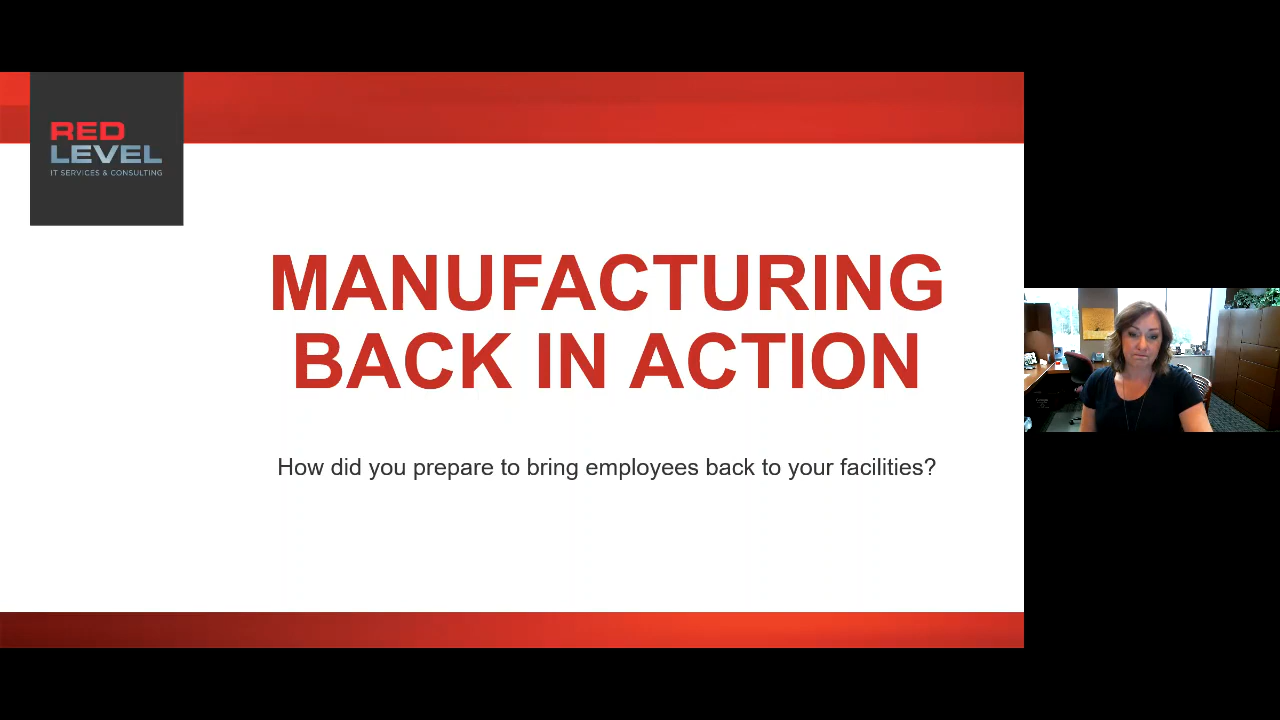 RED
LEVEL
IT SERVICES & CONSULTING
MANUFACTURING
BACK IN ACTION
How did you prepare to bring employees back to your facilities?